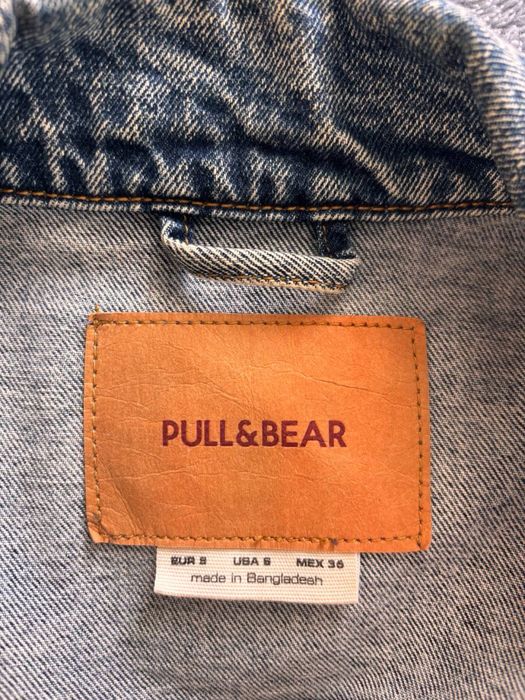 PULL&BEAR
EUR S USA S MEX 36
made in Bangladesh